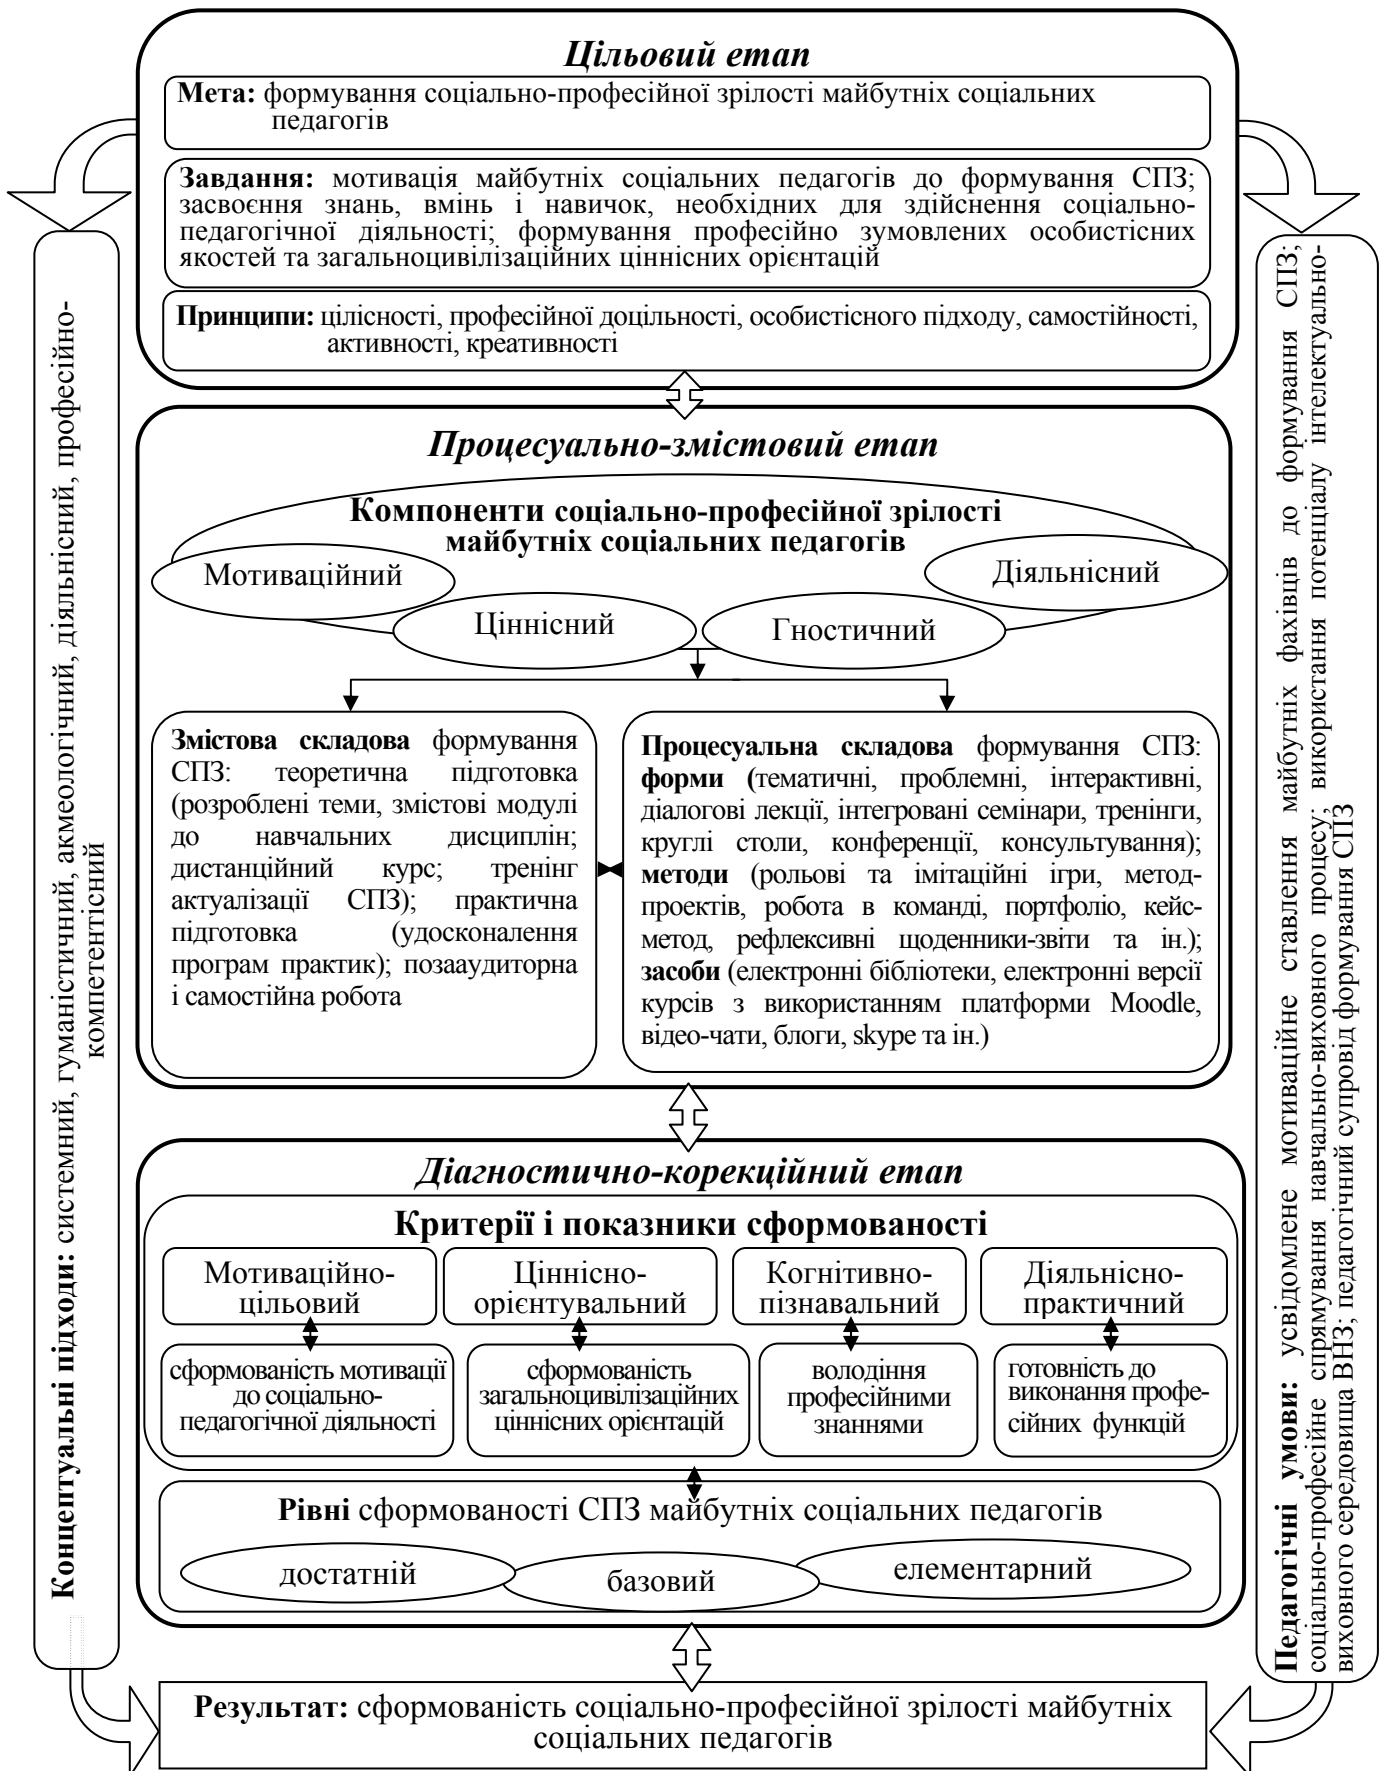 Цільовий етап
Мета: формування соціально-професійної зрілості майбутніх соціальних
педагогів
Завдання: мотивація майбутніх соціальних педагогів до формування СПЗ;
засвоєння знань, вмінь і навичок, необхідних для здійснення соціально-
педагогічної діяльності; формування професійно зумовлених особистісних
якостей та загальноцивілізаційних ціннісних орієнтацій
Принципи: цілісності, професійної доцільності, особистісного підходу, самостійності,
активності, креативності
Концептуальні підходи: системний, гуманістичний, акмеологічний, діяльнісний, професійно-
компетентісний
Педагогічні умови: усвідомлене мотиваційне ставлення майбутніх фахівців до формування СПЗ;
соціально-професійне спрямування навчально-виховного процесу; використання потенціалу інтелектуально-
виховного середовища ВНЗ; педагогічний супровід формування СПЗ
Процесуально-змістовий етап
Компоненти соціально-професійної зрілості
майбутніх соціальних педагогів
Мотиваційний
Ціннісний
Гностичний
Діяльнісний
Змістова складова формування
СПЗ: теоретична підготовка
(розроблені теми, змістові модулі
до навчальних дисциплін;
дистанційний курс; тренінг
актуалізації СПЗ); практична
підготовка (удосконалення
програм практик); позааудиторна
і самостійна робота
Процесуальна складова формування СПЗ:
форми (тематичні, проблемні, інтерактивні,
діалогові лекції, інтегровані семінари, тренінги,
круглі столи, конференції, консультування);
методи (рольові та імітаційні ігри, метод-
проектів, робота в команді, портфоліо, кейс-
метод, рефлексивні щоденники-звіти та ін.);
засоби (електронні бібліотеки, електронні версії
курсів з використанням платформи Moodle,
відео-чати, блоги, skype та ін.)
Діагностично-корекційний етап
Критерії і показники сформованості
Мотиваційно-
цільовий
Ціннісно-
орієнтувальний
Когнітивно-
пізнавальний
Діяльнісно-
практичний
сформованість мотивації
до соціально-
педагогічної діяльності
сформованість
загальноцивілізаційних
ціннісних орієнтацій
володіння
професійними
знаннями
готовність до
виконання профе-
сійних функцій
Рівні сформованості СПЗ майбутніх соціальних педагогів
достатній
базовий
елементарний
Результат: сформованість соціально-професійної зрілості майбутніх
соціальних педагогів